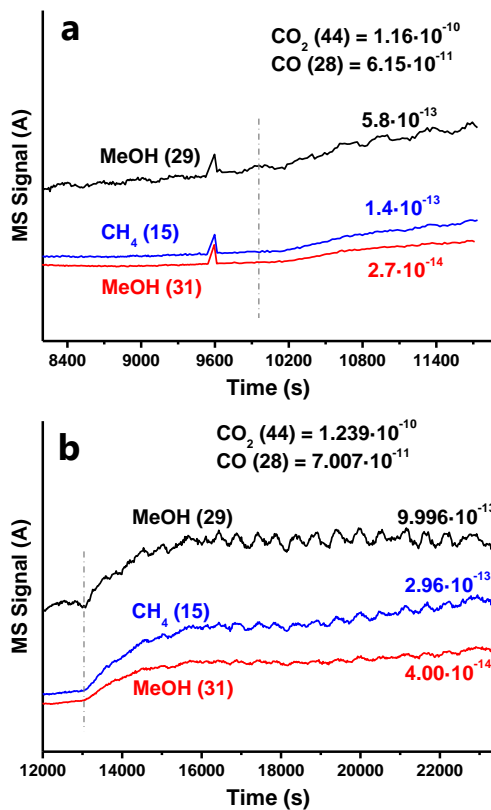 a
CO₂ (44) = 1.16·10⁻¹⁰
CO (28) = 6.15·10⁻¹¹
5.8·10⁻¹³
MeOH (29)
CH₄ (15)
1.4·10⁻¹³
MeOH (31)
2.7·10⁻¹⁴
MS Signal (A)
8400 9000 9600 10200 10800 11400
Time (s)
b
CO₂ (44) = 1.239·10⁻¹⁰
CO (28) = 7.007·10⁻¹¹
MeOH (29)
9.996·10⁻¹³
CH₄ (15)
2.96·10⁻¹³
MeOH (31)
4.00·10⁻¹⁴
MS Signal (A)
12000 14000 16000 18000 20000 22000
Time (s)